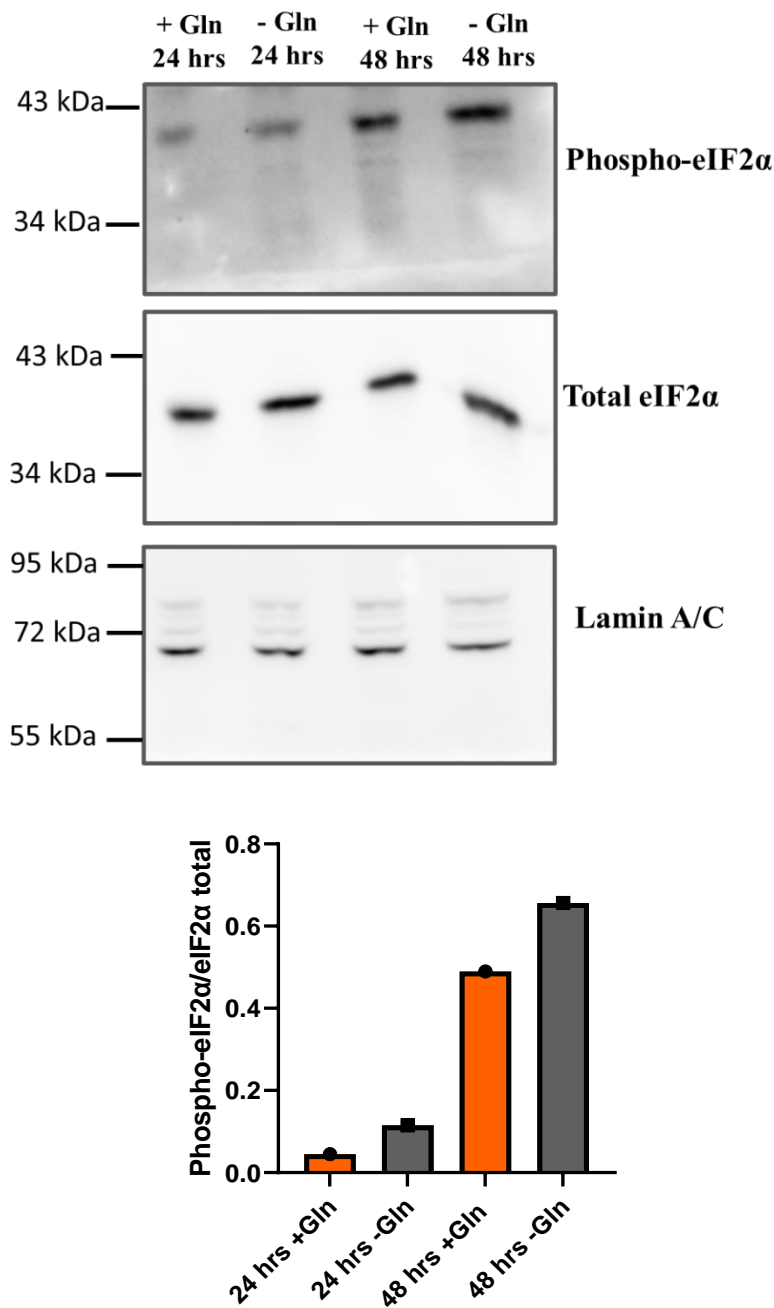 + Gln - Gln + Gln - Gln
24 hrs 24 hrs 48 hrs 48 hrs
43 kDa
Phospho-eIF2α
34 kDa
43 kDa
Total eIF2α
34 kDa
95 kDa
Lamin A/C
72 kDa
55 kDa
Phospho-eIF2α/eIF2α total
0.8
0.6
0.4
0.2
0.0
24 hrs +Gln
24 hrs -Gln
48 hrs +Gln
48 hrs -Gln